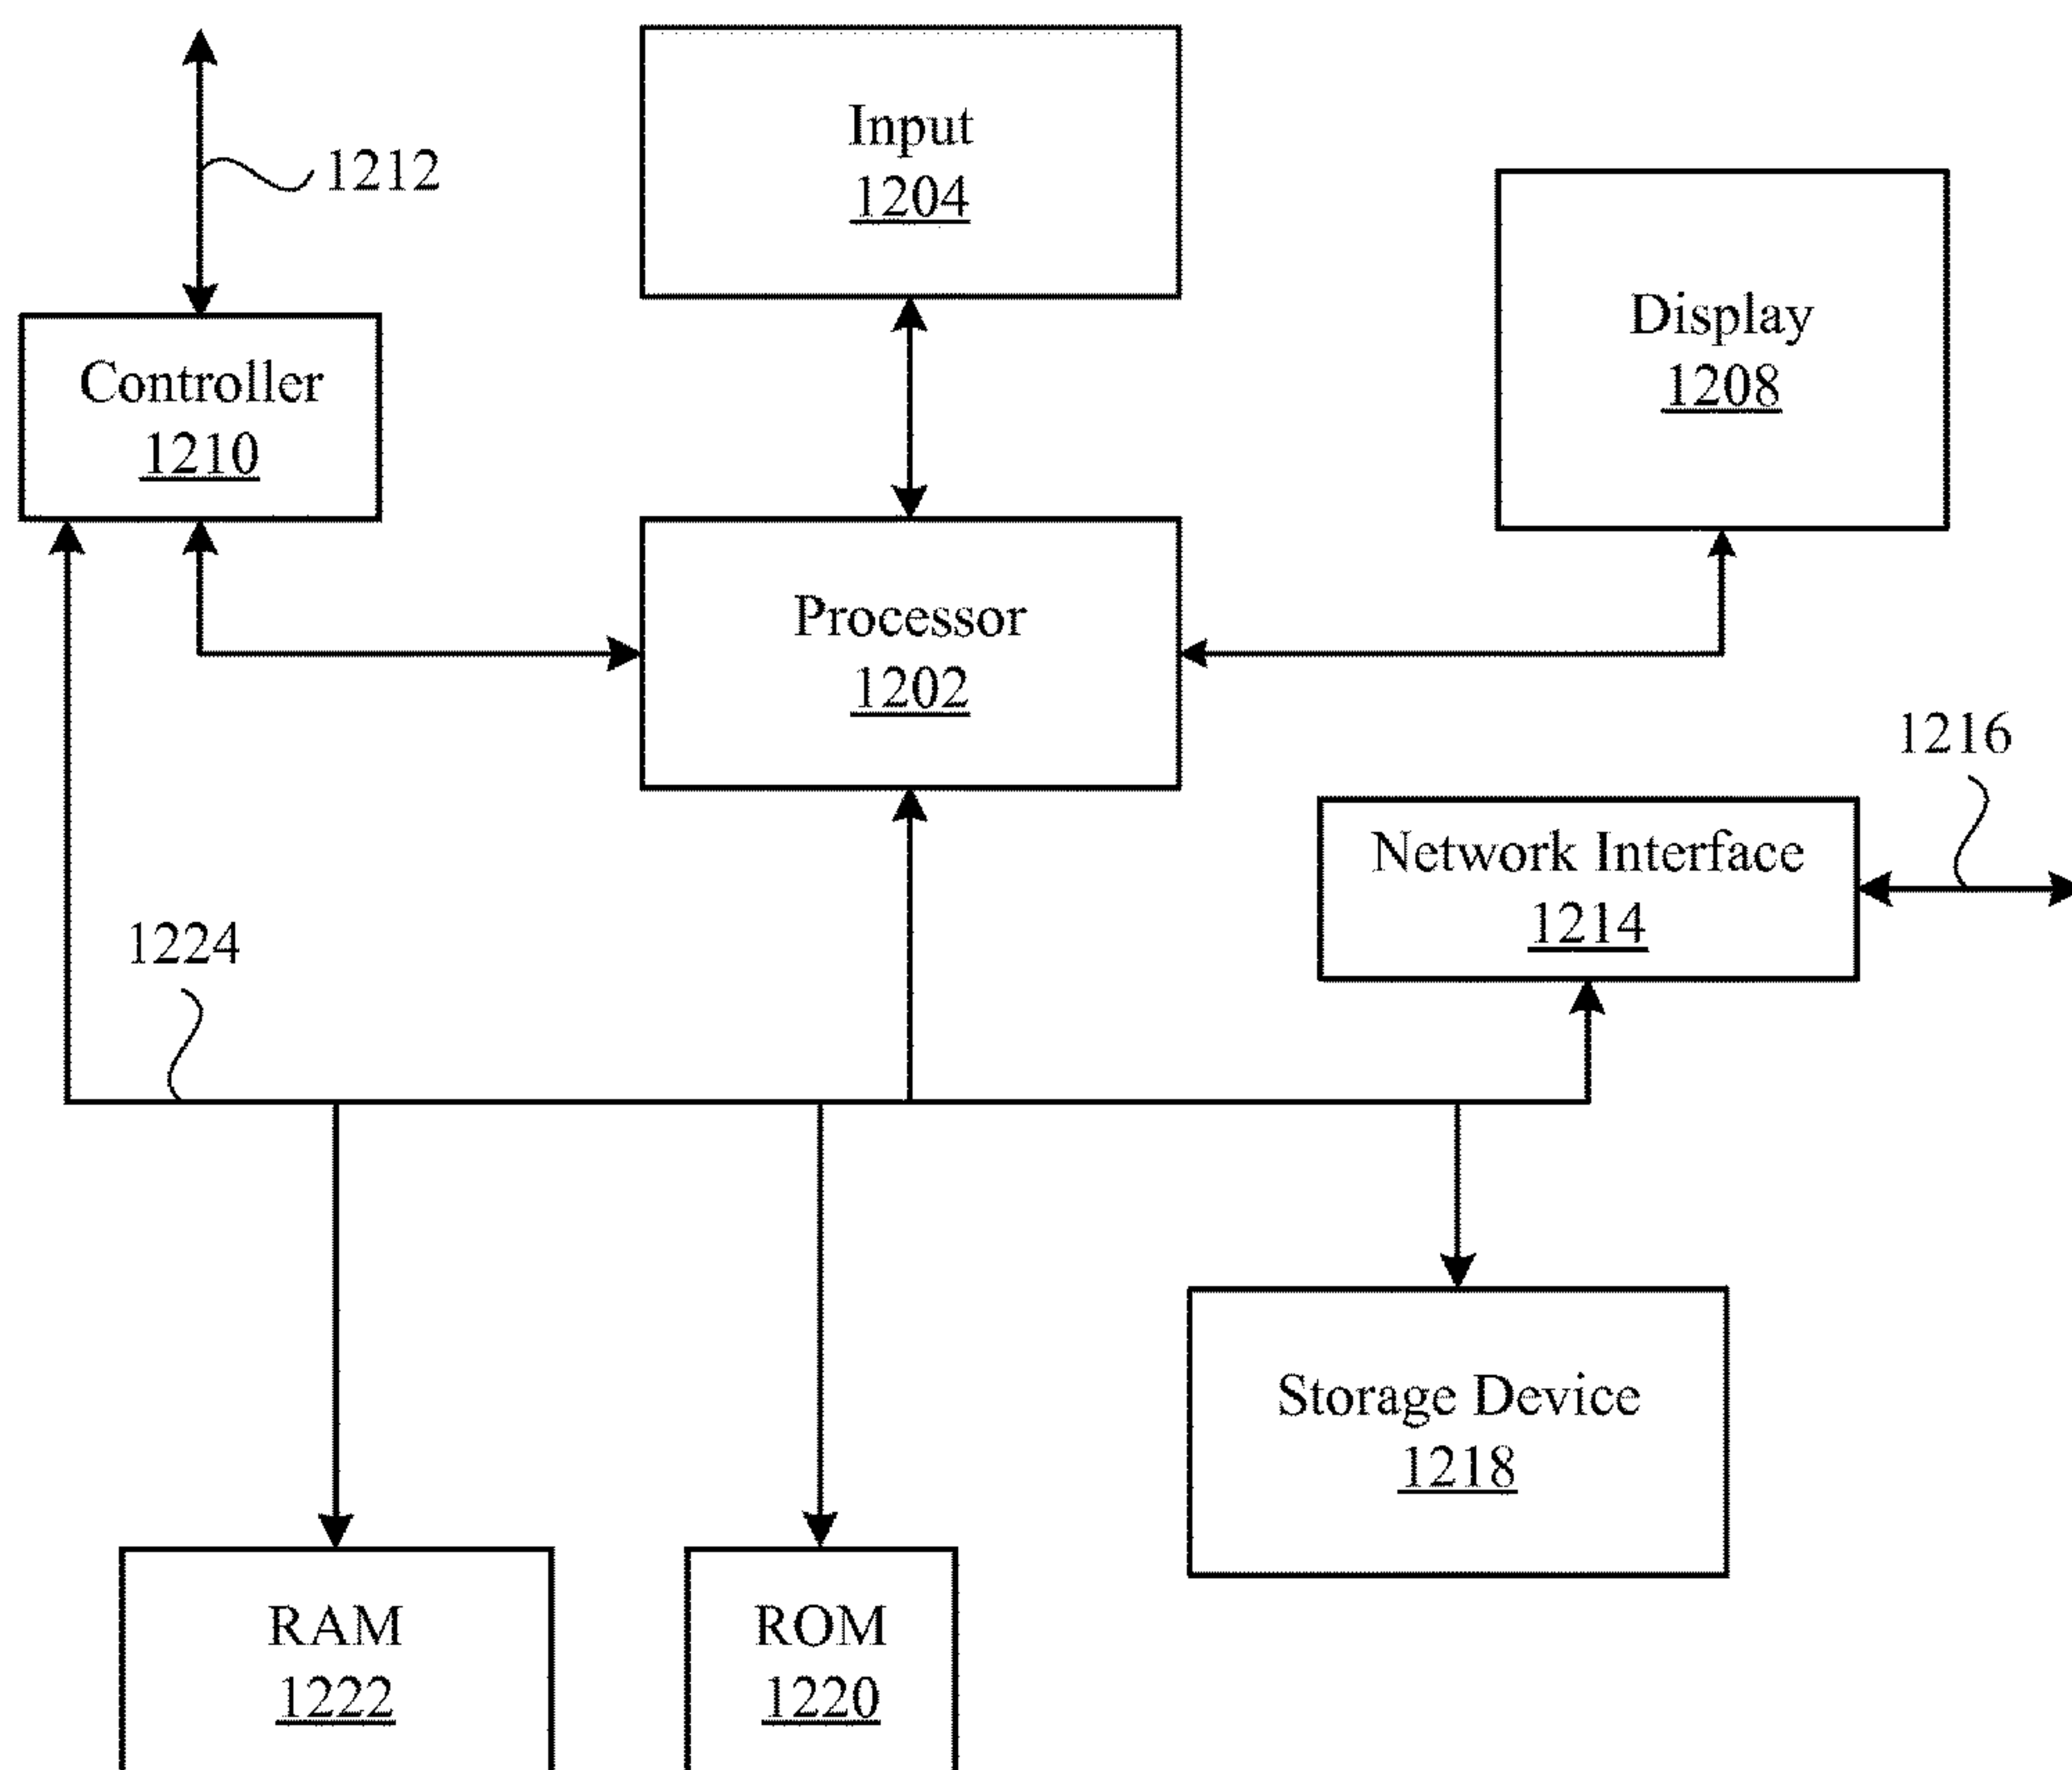 1212
Input
1204
Display
1208
Controller
1210
Processor
1202
1216
Network Interface
1214
1224
Storage Device
1218
RAM
1222
ROM
1220